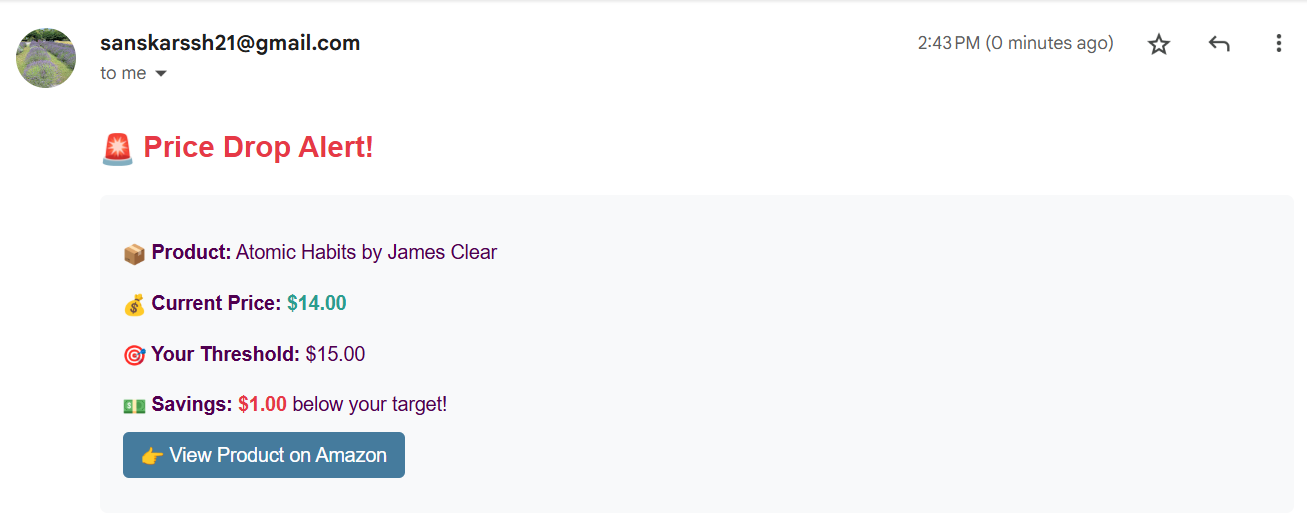 sanskarssh21@gmail.com
2:43 PM (0 minutes ago)
to me
🚨 Price Drop Alert!
📦 Product: Atomic Habits by James Clear
💰 Current Price: $14.00
🎯 Your Threshold: $15.00
💵 Savings: $1.00 below your target!
👉 View Product on Amazon